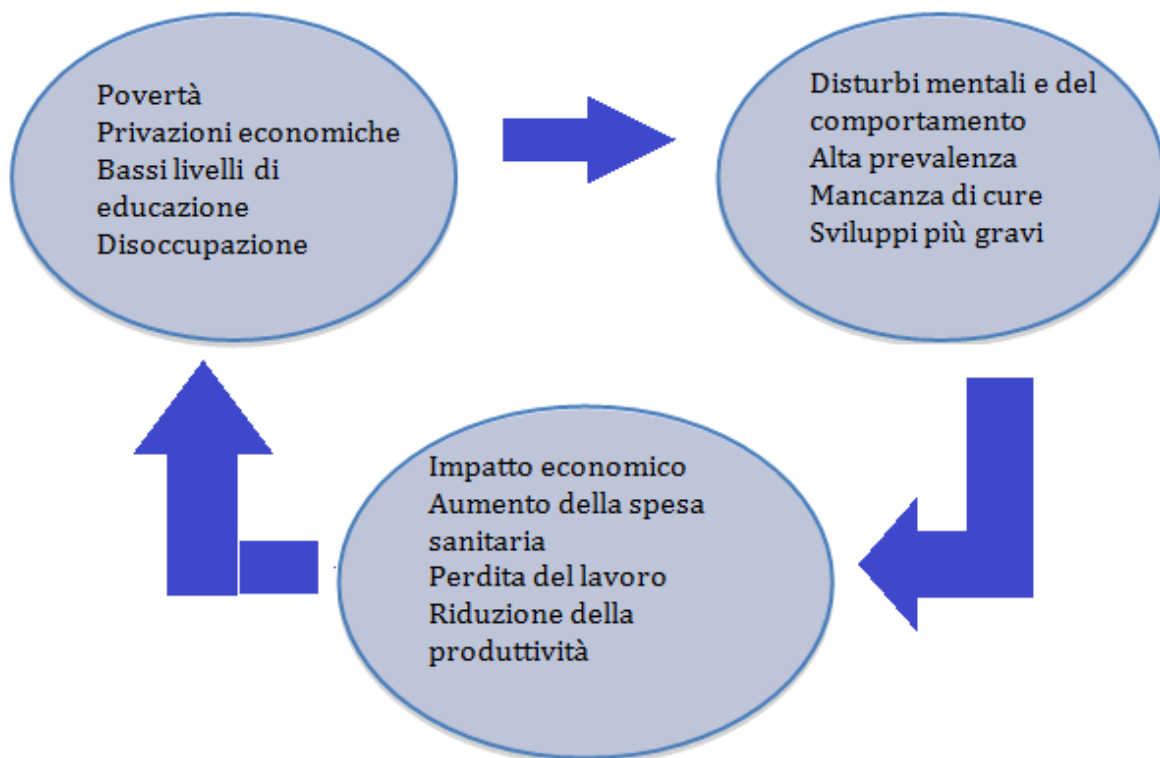 Povertà
Privazioni economiche
Bassi livelli di
educazione
Disoccupazione
Disturbi mentali e del
comportamento
Alta prevalenza
Mancanza di cure
Sviluppi più gravi
Impatto economico
Aumento della spesa
sanitaria
Perdita del lavoro
Riduzione della
produttività